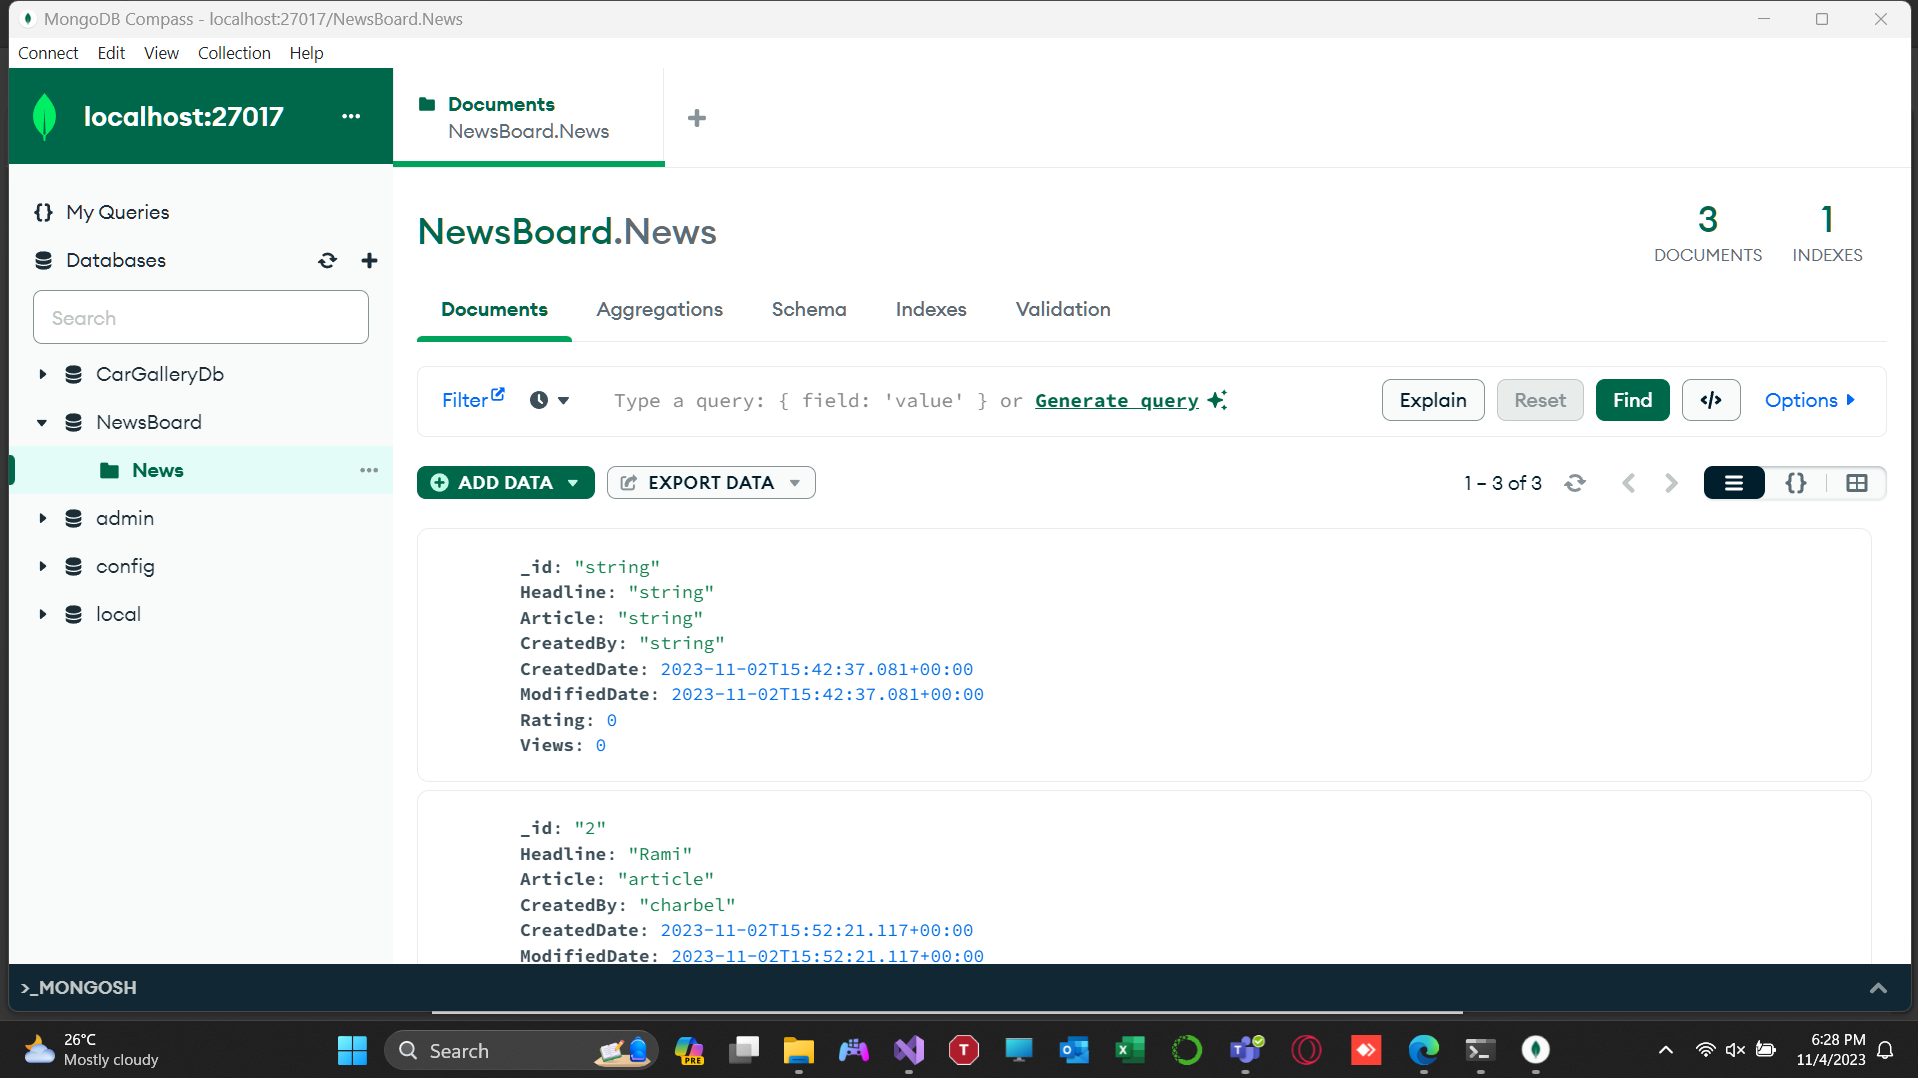 MongoDB Compass - localhost:27017/NewsBoard.News
Connect Edit View Collection Help
localhost:27017 ...
Documents
NewsBoard.News
My Queries
Databases
Search
CarGalleryDb
NewsBoard
News
admin
config
local
NewsBoard.News
3
DOCUMENTS
1
INDEXES
Documents Aggregations Schema Indexes Validation
Filter Type a query: { field: 'value' } or Generate query Explain Reset Find </> Options
ADD DATA EXPORT DATA 1 – 3 of 3 {}
_id: "string"
Headline: "string"
Article: "string"
CreatedBy: "string"
CreatedDate: 2023-11-02T15:42:37.081+00:00
ModifiedDate: 2023-11-02T15:42:37.081+00:00
Rating: 0
Views: 0
_id: "2"
Headline: "Rami"
Article: "article"
CreatedBy: "charbel"
CreatedDate: 2023-11-02T15:52:21.117+00:00
ModifiedDate: 2023-11-02T15:52:21.117+00:00
>_MONGOSH
26°C
Mostly cloudy
Search
PRE
T
6:28 PM
11/4/2023